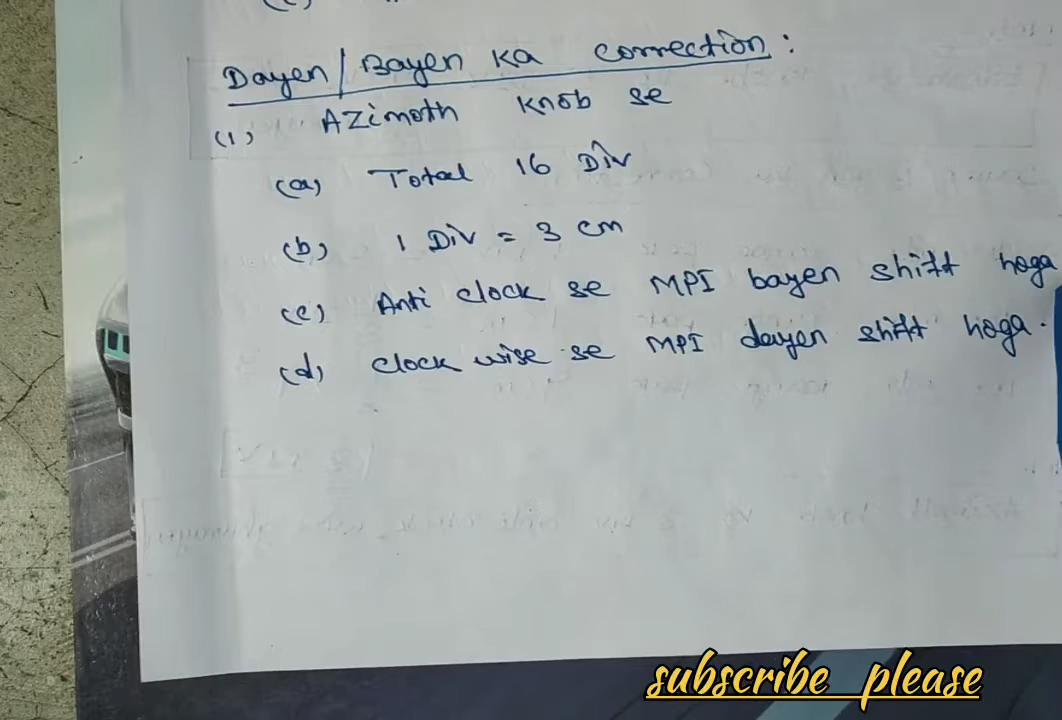 Dayen/Bayen Ka correction:
(1) AZimoth Knob se
(a) Total 16 Div
(b) 1 Div = 3 cm
(c) Anti clock se MPI bayen shift hoga
(d) clock wise se MPI dayen shift hoga.
subscribe please